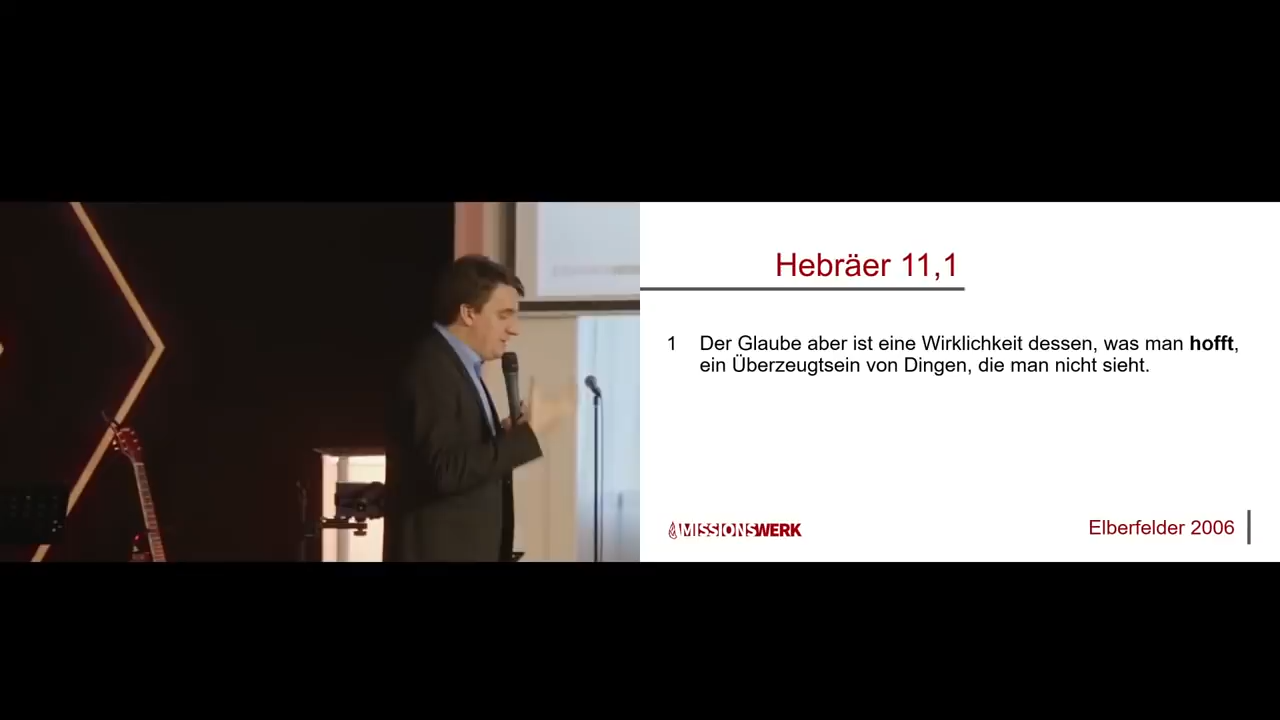 Hebräer 11,1
1 Der Glaube aber ist eine Wirklichkeit dessen, was man hofft,
ein Überzeugtsein von Dingen, die man nicht sieht.
MISSIONSWERK
Elberfelder 2006